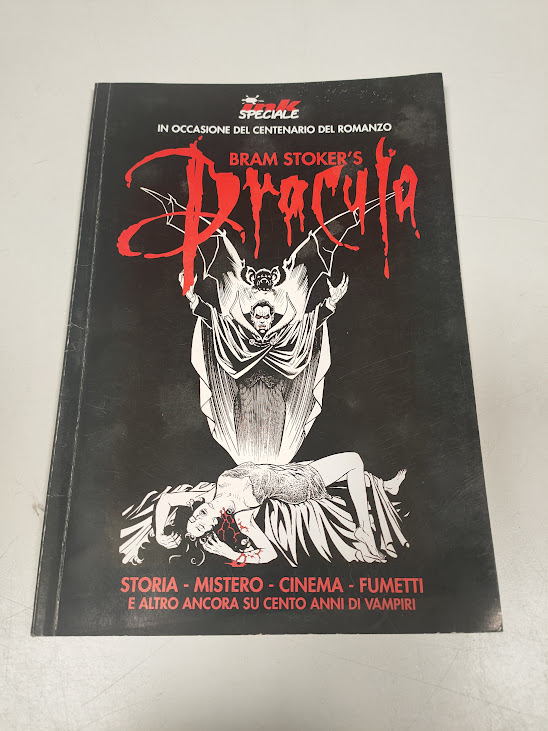 ink
SPECIALE
IN OCCASIONE DEL CENTENARIO DEL ROMANZO
BRAM STOKER'S
Dracula
STORIA - MISTERO - CINEMA - FUMETTI
E ALTRO ANCORA SU CENTO ANNI DI VAMPIRI